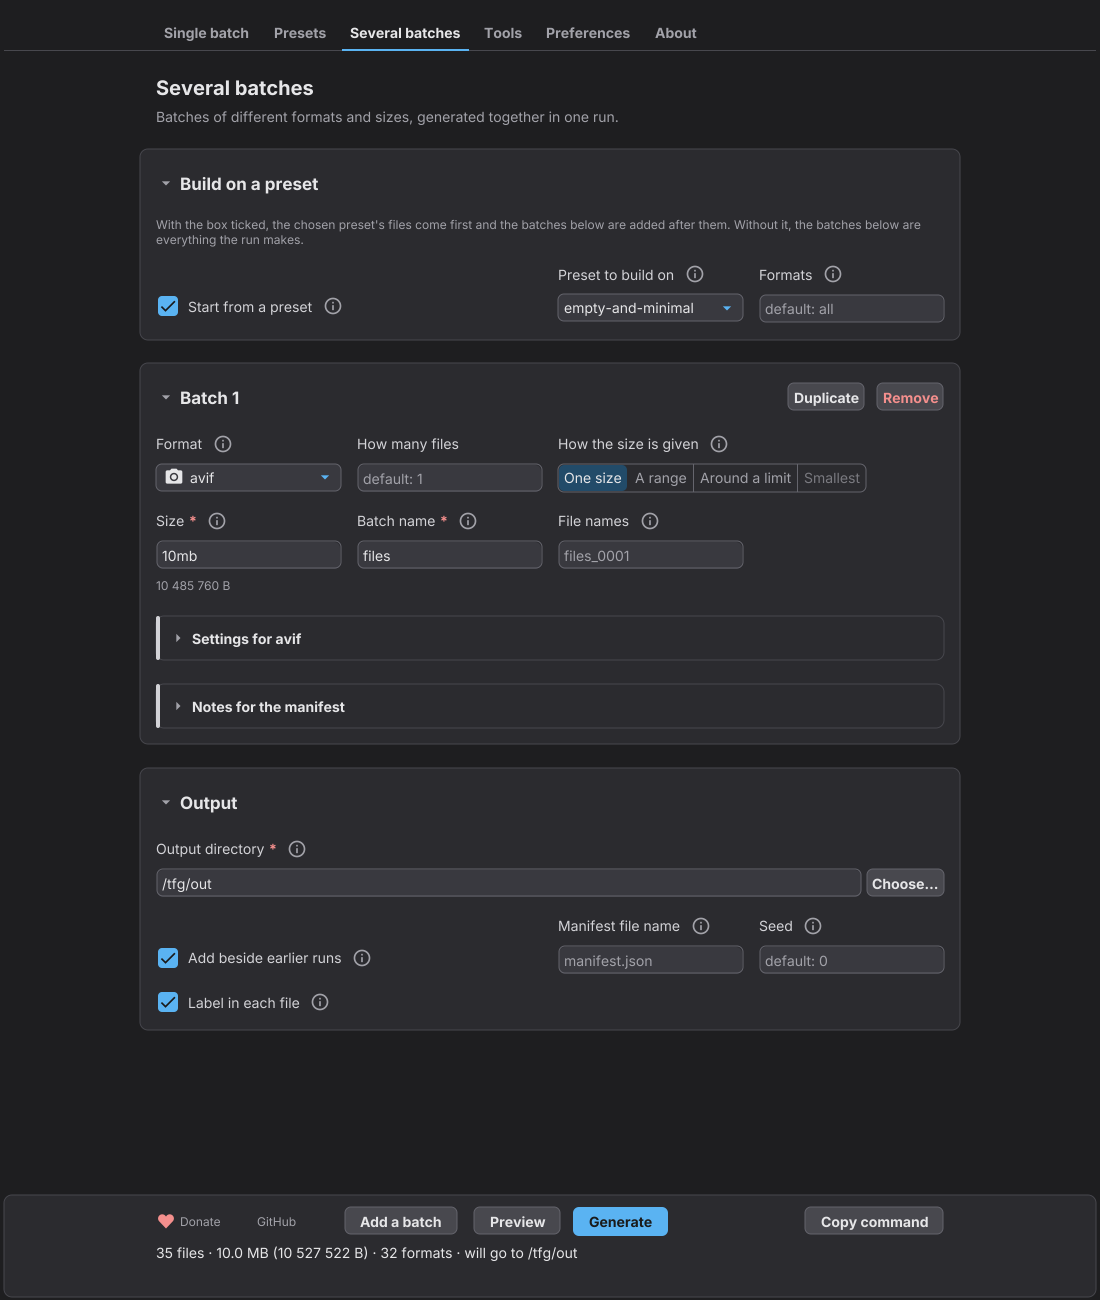 Single batch Presets Several batches Tools Preferences About
Several batches
Batches of different formats and sizes, generated together in one run.
Build on a preset
With the box ticked, the chosen preset's files come first and the batches below are added after them. Without it, the batches below are
everything the run makes.
Preset to build on Formats
Start from a preset empty-and-minimal default: all
Batch 1 Duplicate Remove
Format How many files How the size is given
avif default: 1 One size A range Around a limit Smallest
Size * Batch name * File names
10mb files files_0001
10 485 760 B
Settings for avif
Notes for the manifest
Output
Output directory *
/tfg/out Choose...
Manifest file name Seed
Add beside earlier runs manifest.json default: 0
Label in each file
Donate GitHub Add a batch Preview Generate Copy command
35 files · 10.0 MB (10 527 522 B) · 32 formats · will go to /tfg/out